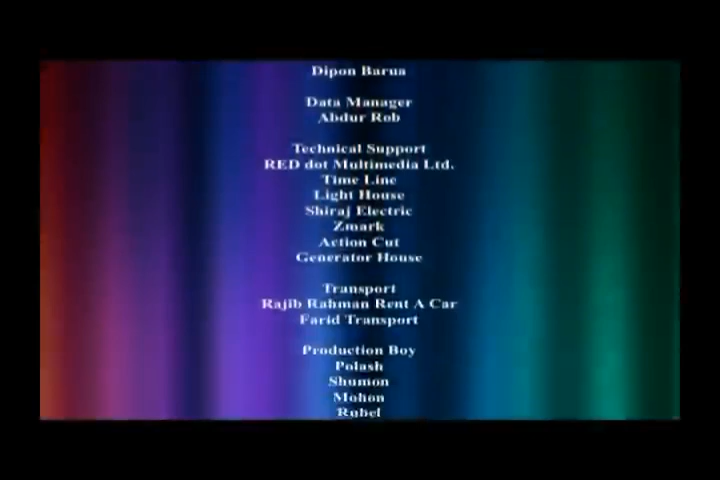 Dipon Barua
Data Manager
Abdur Rob
Technical Support
RED dot Multimedia Ltd.
Time Line
Light House
Shiraj Electric
Zmark
Action Cut
Generator House
Transport
Rajib Rahman Rent A Car
Farid Transport
Production Boy
Polash
Shumon
Mohon
Rubel